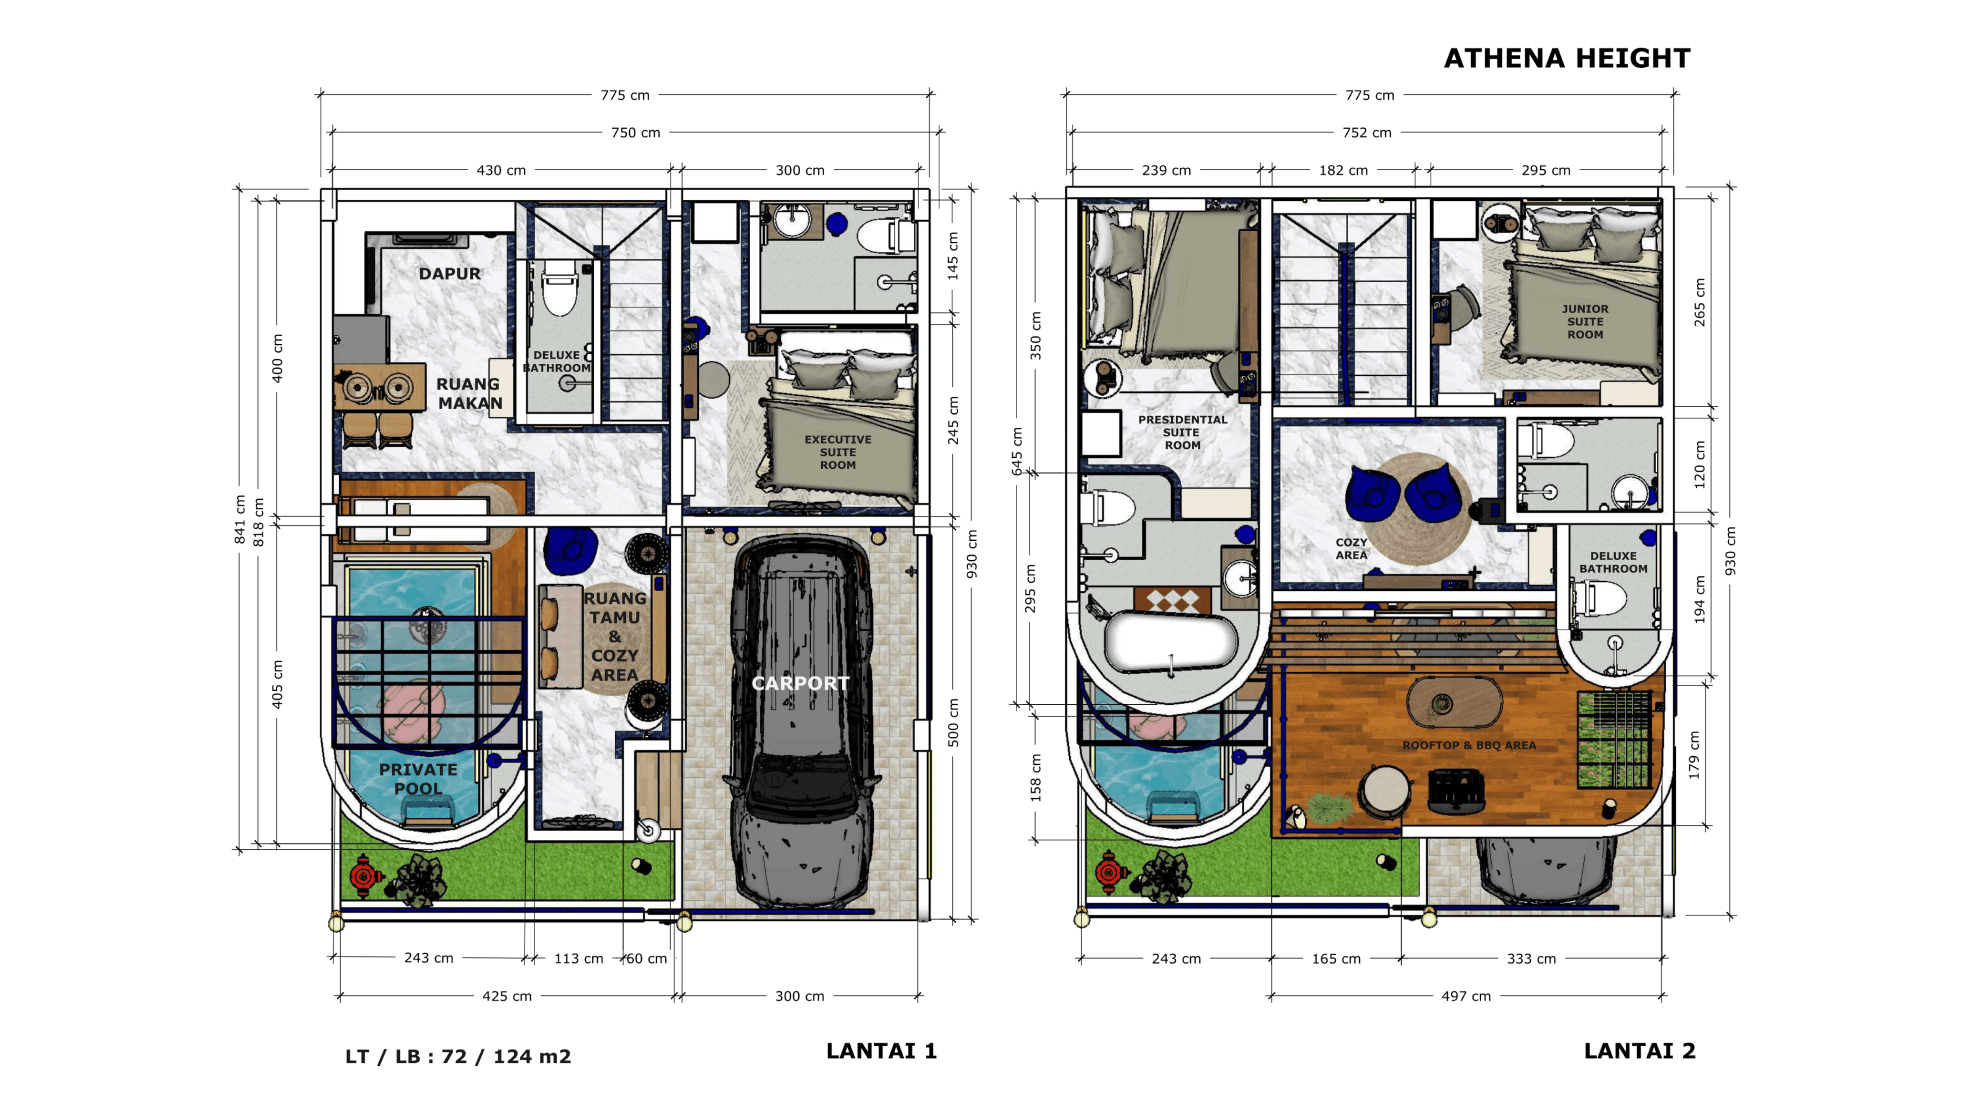 ATHENA HEIGHT
775 cm
750 cm
430 cm
300 cm
841 cm
818 cm
400 cm
405 cm
145 cm
245 cm
500 cm
930 cm
DAPUR
RUANG
MAKAN
DELUXE
BATHROOM
EXECUTIVE
SUITE
ROOM
RUANG
TAMU
&
COZY
AREA
CARPORT
PRIVATE
POOL
243 cm
113 cm
60 cm
425 cm
300 cm
LT / LB : 72 / 124 m2
LANTAI 1
775 cm
752 cm
239 cm
182 cm
295 cm
645 cm
350 cm
295 cm
158 cm
265 cm
120 cm
194 cm
179 cm
930 cm
JUNIOR
SUITE
ROOM
PRESIDENTIAL
SUITE
ROOM
COZY
AREA
DELUXE
BATHROOM
ROOFTOP & BBQ AREA
243 cm
165 cm
333 cm
497 cm
LANTAI 2